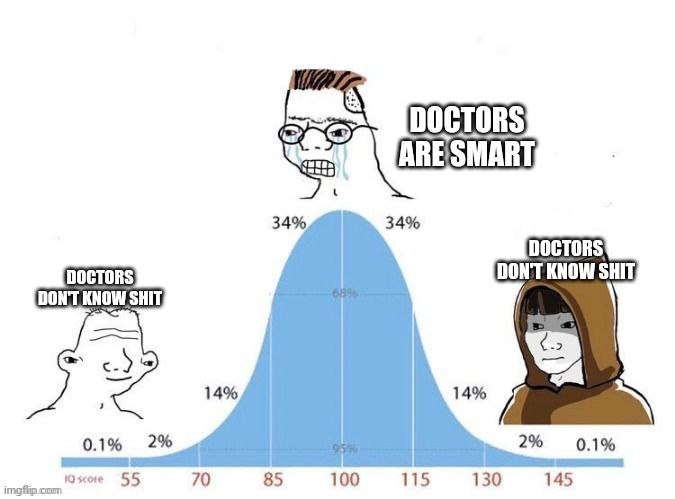 DOCTORS
ARE SMART
34% 34%
DOCTORS
DON'T KNOW SHIT
DOCTORS
DON'T KNOW SHIT
68%
14% 14%
0.1% 2% 95% 2% 0.1%
IQ score 55 70 85 100 115 130 145
imgflip.com